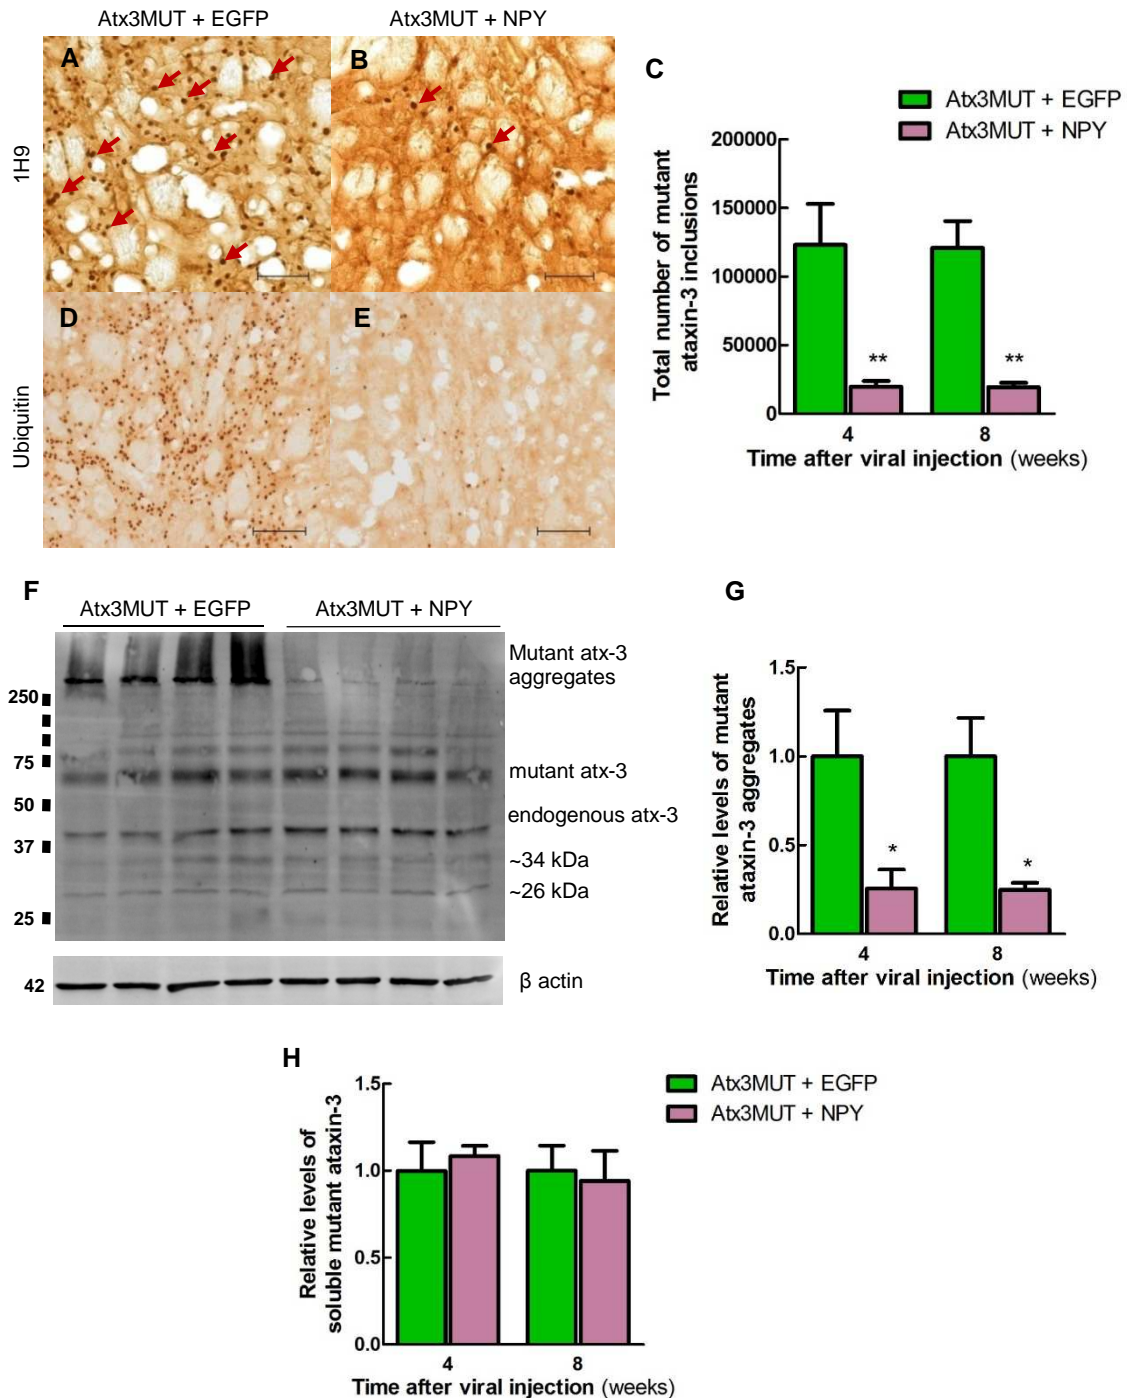 Atx3MUT + EGFP
Atx3MUT + NPY
A
B
1H9
D
E
Ubiquitin
C
Atx3MUT + EGFP
Atx3MUT + NPY
Total number of mutant
ataxin-3 inclusions
200000
150000
100000
50000
0
**
**
4
8
Time after viral injection (weeks)
F
Atx3MUT + EGFP
Atx3MUT + NPY
250
75
50
37
25
42
Mutant atx-3
aggregates
mutant atx-3
endogenous atx-3
~34 kDa
~26 kDa
β actin
G
Relative levels of mutant
ataxin-3 aggregates
1.5
1.0
0.5
0.0
*
*
4
8
Time after viral injection (weeks)
H
Atx3MUT + EGFP
Atx3MUT + NPY
Relative levels of
soluble mutant ataxin-3
1.5
1.0
0.5
0.0
4
8
Time after viral injection (weeks)